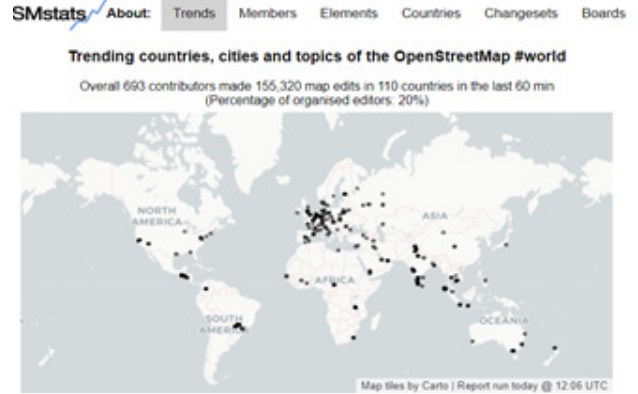 SMstats About: Trends Members Elements Countries Changesets Boards
Trending countries, cities and topics of the OpenStreetMap #world
Overall 693 contributors made 155,320 map edits in 110 countries in the last 60 min
(Percentage of organised editors: 20%)
NORTH
AMERICA
ASIA
AFRICA
SOUTH
AMERICA
OCEANIA
Map tiles by Carto | Report run today @ 12:06 UTC